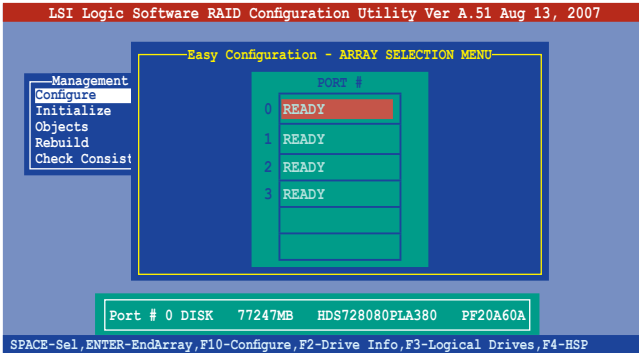 LSI Logic Software RAID Configuration Utility Ver A.51 Aug 13, 2007
Easy Configuration - ARRAY SELECTION MENU
Management
Configure
Initialize
Objects
Rebuild
Check Consist
PORT #
0 READY
1 READY
2 READY
3 READY
Port # 0 DISK 77247MB HDS728080PLA380 PF20A60A
SPACE-Sel,ENTER-EndArray,F10-Configure,F2-Drive Info,F3-Logical Drives,F4-HSP